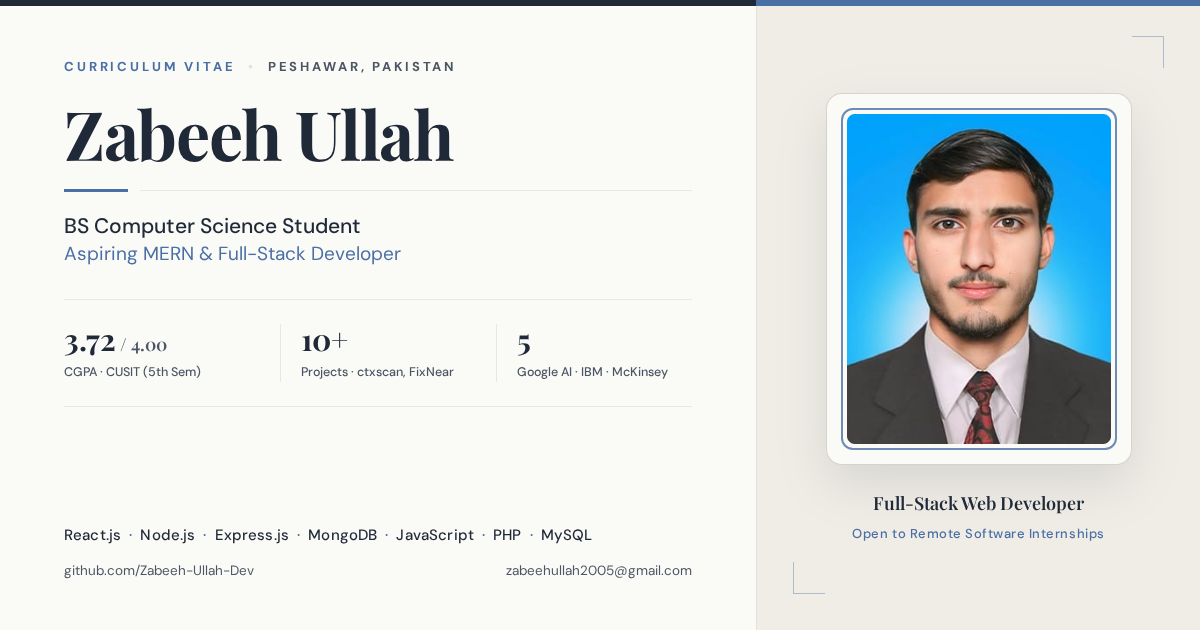 CURRICULUM VITAE • PESHAWAR, PAKISTAN
Zabeeh Ullah
BS Computer Science Student
Aspiring MERN & Full-Stack Developer
3.72 / 4.00
CGPA · CUSIT (5th Sem)
10+
Projects · ctxscan, FixNear
5
Google AI · IBM · McKinsey
React.js · Node.js · Express.js · MongoDB · JavaScript · PHP · MySQL
github.com/Zabeeh-Ullah-Dev
zabeehullah2005@gmail.com
Full-Stack Web Developer
Open to Remote Software Internships